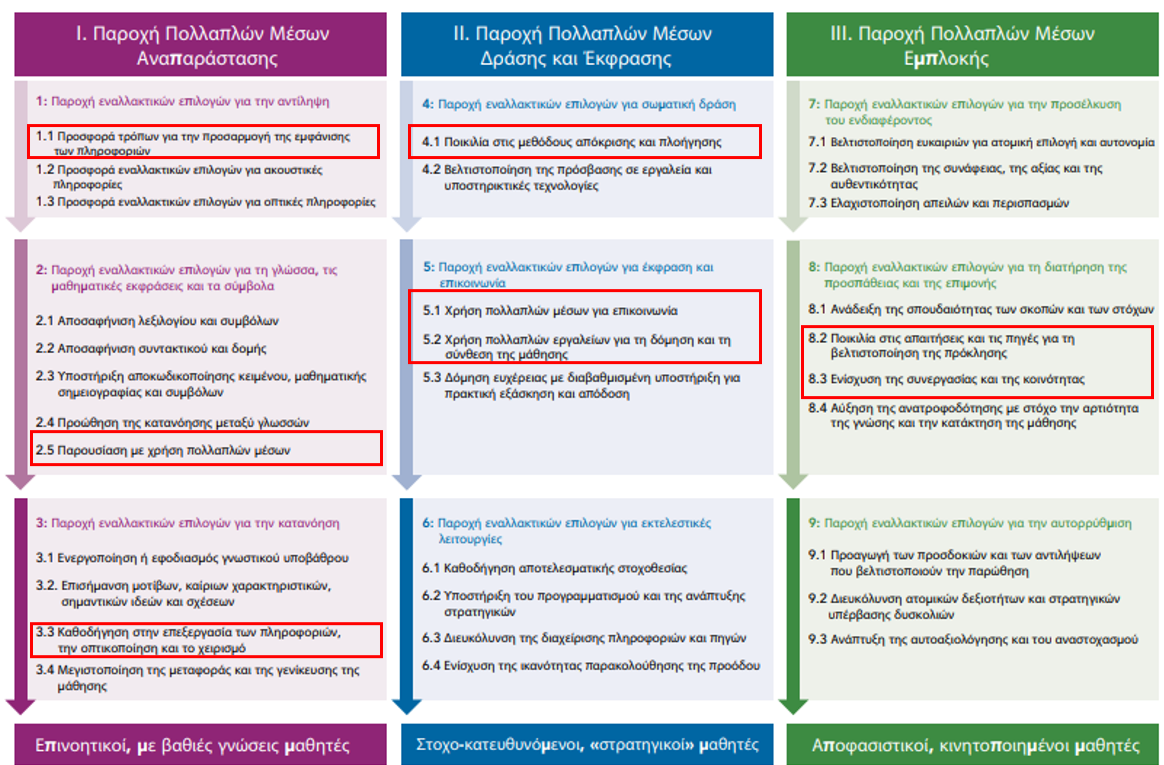 I. Παροχή Πολλαπλών Μέσων
Αναπαράστασης
1: Παροχή εναλλακτικών επιλογών για την αντίληψη
1.1 Προσφορά τρόπων για την προσαρμογή της εμφάνισης
των πληροφοριών
1.2 Προσφορά εναλλακτικών επιλογών για ακουστικές
πληροφορίες
1.3 Προσφορά εναλλακτικών επιλογών για οπτικές πληροφορίες
2: Παροχή εναλλακτικών επιλογών για τη γλώσσα, τις
μαθηματικές εκφράσεις και τα σύμβολα
2.1 Αποσαφήνιση λεξιλογίου και συμβόλων
2.2 Αποσαφήνιση συντακτικού και δομής
2.3 Υποστήριξη αποκωδικοποίησης κειμένου, μαθηματικής
σημειογραφίας και συμβόλων
2.4 Προώθηση της κατανόησης μεταξύ γλωσσών
2.5 Παρουσίαση με χρήση πολλαπλών μέσων
3: Παροχή εναλλακτικών επιλογών για την κατανόηση
3.1 Ενεργοποίηση ή εφοδιασμός γνωστικού υποβάθρου
3.2. Επισήμανση μοτίβων, καίριων χαρακτηριστικών,
σημαντικών ιδεών και σχέσεων
3.3 Καθοδήγηση στην επεξεργασία των πληροφοριών,
την οπτικοποίηση και το χειρισμό
3.4 Μεγιστοποίηση της μεταφοράς και της γενίκευσης της
μάθησης
Επινοητικοί, με βαθιές γνώσεις μαθητές
II. Παροχή Πολλαπλών Μέσων
Δράσης και Έκφρασης
4: Παροχή εναλλακτικών επιλογών για σωματική δράση
4.1 Ποικιλία στις μεθόδους απόκρισης και πλοήγησης
4.2 Βελτιστοποίηση της πρόσβασης σε εργαλεία και
υποστηρικτικές τεχνολογίες
5: Παροχή εναλλακτικών επιλογών για έκφραση και
επικοινωνία
5.1 Χρήση πολλαπλών μέσων για επικοινωνία
5.2 Χρήση πολλαπλών εργαλείων για τη δόμηση και τη
σύνθεση της μάθησης
5.3 Δόμηση ευχέρειας με διαβαθμισμένη υποστήριξη για
πρακτική εξάσκηση και απόδοση
6: Παροχή εναλλακτικών επιλογών για εκτελεστικές
λειτουργίες
6.1 Καθοδήγηση αποτελεσματικής στοχοθεσίας
6.2 Υποστήριξη του προγραμματισμού και της ανάπτυξης
στρατηγικών
6.3 Διευκόλυνση της διαχείρισης πληροφοριών και πηγών
6.4 Ενίσχυση της ικανότητας παρακολούθησης της προόδου
Στοχο-κατευθυνόμενοι, «στρατηγικοί» μαθητές
III. Παροχή Πολλαπλών Μέσων
Εμπλοκής
7: Παροχή εναλλακτικών επιλογών για την προσέλκυση
του ενδιαφέροντος
7.1 Βελτιστοποίηση ευκαιριών για ατομική επιλογή και αυτονομία
7.2 Βελτιστοποίηση της συνάφειας, της αξίας και της
αυθεντικότητας
7.3 Ελαχιστοποίηση απειλών και περισπασμών
8: Παροχή εναλλακτικών επιλογών για τη διατήρηση της
προσπάθειας και της επιμονής
8.1 Ανάδειξη της σπουδαιότητας των σκοπών και των στόχων
8.2 Ποικιλία στις απαιτήσεις και τις πηγές για τη
βελτιστοποίηση της πρόκλησης
8.3 Ενίσχυση της συνεργασίας και της κοινότητας
8.4 Αύξηση της ανατροφοδότησης με στόχο την αρτιότητα
της γνώσης και την κατάκτηση της μάθησης
9: Παροχή εναλλακτικών επιλογών για την αυτορρύθμιση
9.1 Προαγωγή των προσδοκιών και των αντιλήψεων
που βελτιστοποιούν την παρώθηση
9.2 Διευκόλυνση ατομικών δεξιοτήτων και στρατηγικών
υπέρβασης δυσκολιών
9.3 Ανάπτυξη της αυτοαξιολόγησης και του αναστοχασμού
Αποφασιστικοί, κινητοποιημένοι μαθητές